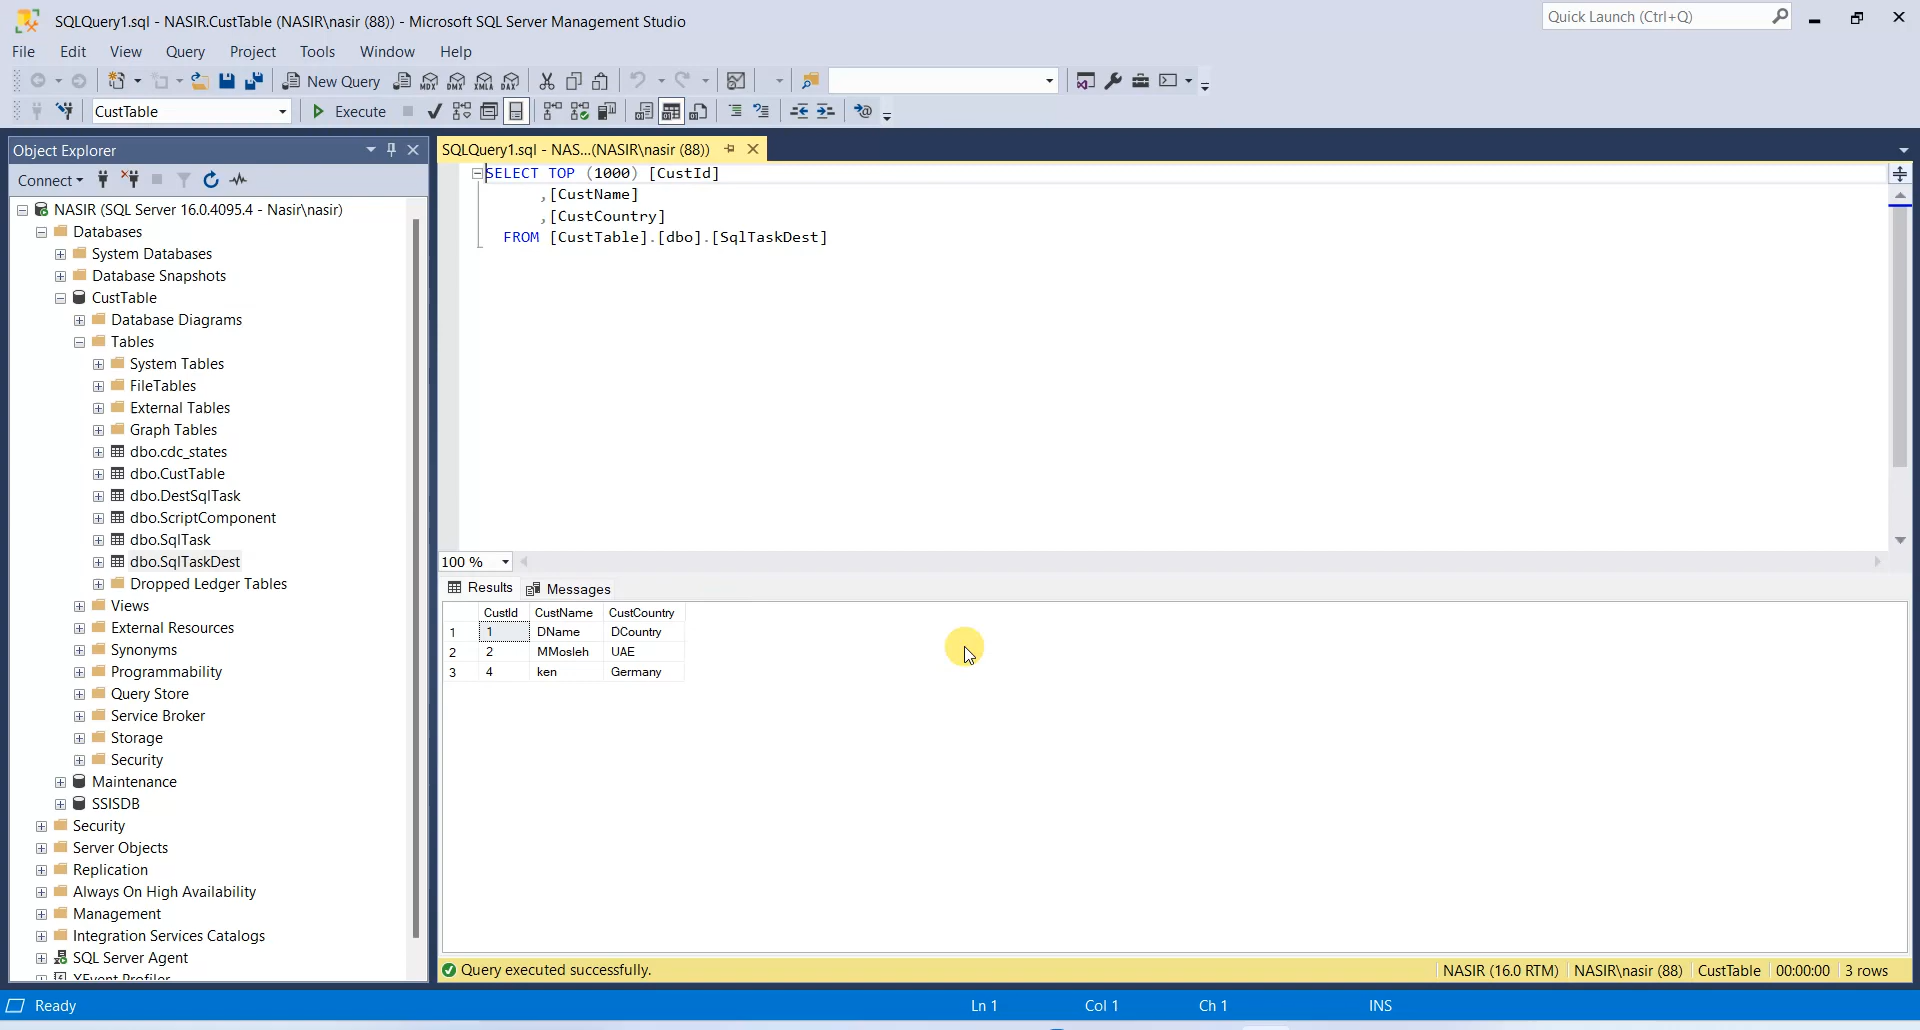 SQLQuery1.sql - NASIR.CustTable (NASIR\nasir (88)) - Microsoft SQL Server Management Studio
Quick Launch (Ctrl+Q)
File Edit View Query Project Tools Window Help
New Query MDX DMX XMLA DAX
CustTable Execute
Object Explorer
Connect
NASIR (SQL Server 16.0.4095.4 - Nasir\nasir)
Databases
System Databases
Database Snapshots
CustTable
Database Diagrams
Tables
System Tables
FileTables
External Tables
Graph Tables
dbo.cdc_states
dbo.CustTable
dbo.DestSqlTask
dbo.ScriptComponent
dbo.SqlTask
dbo.SqlTaskDest
Dropped Ledger Tables
Views
External Resources
Synonyms
Programmability
Query Store
Service Broker
Storage
Security
Maintenance
SSISDB
Security
Server Objects
Replication
Always On High Availability
Management
Integration Services Catalogs
SQL Server Agent
XEvent Profiler
SQLQuery1.sql - NAS...(NASIR\nasir (88))
SELECT TOP (1000) [CustId]
,[CustName]
,[CustCountry]
FROM [CustTable].[dbo].[SqlTaskDest]
100 %
Results Messages
CustId CustName CustCountry
1 1 DName DCountry
2 2 MMosleh UAE
3 4 ken Germany
Query executed successfully. NASIR (16.0 RTM) NASIR\nasir (88) CustTable 00:00:00 3 rows
Ready Ln 1 Col 1 Ch 1 INS